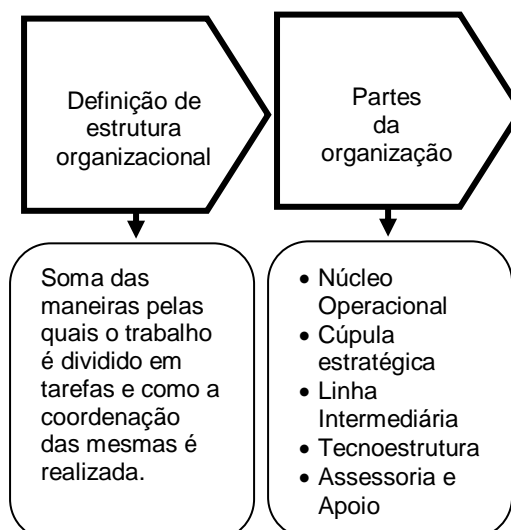 Definição de
estrutura
organizacional
Partes
da
organização
Soma das
maneiras pelas
quais o trabalho
é dividido em
tarefas e como a
coordenação
das mesmas é
realizada.
• Núcleo
Operacional
• Cúpula
estratégica
• Linha
Intermediária
• Tecnoestrutura
• Assessoria e
Apoio